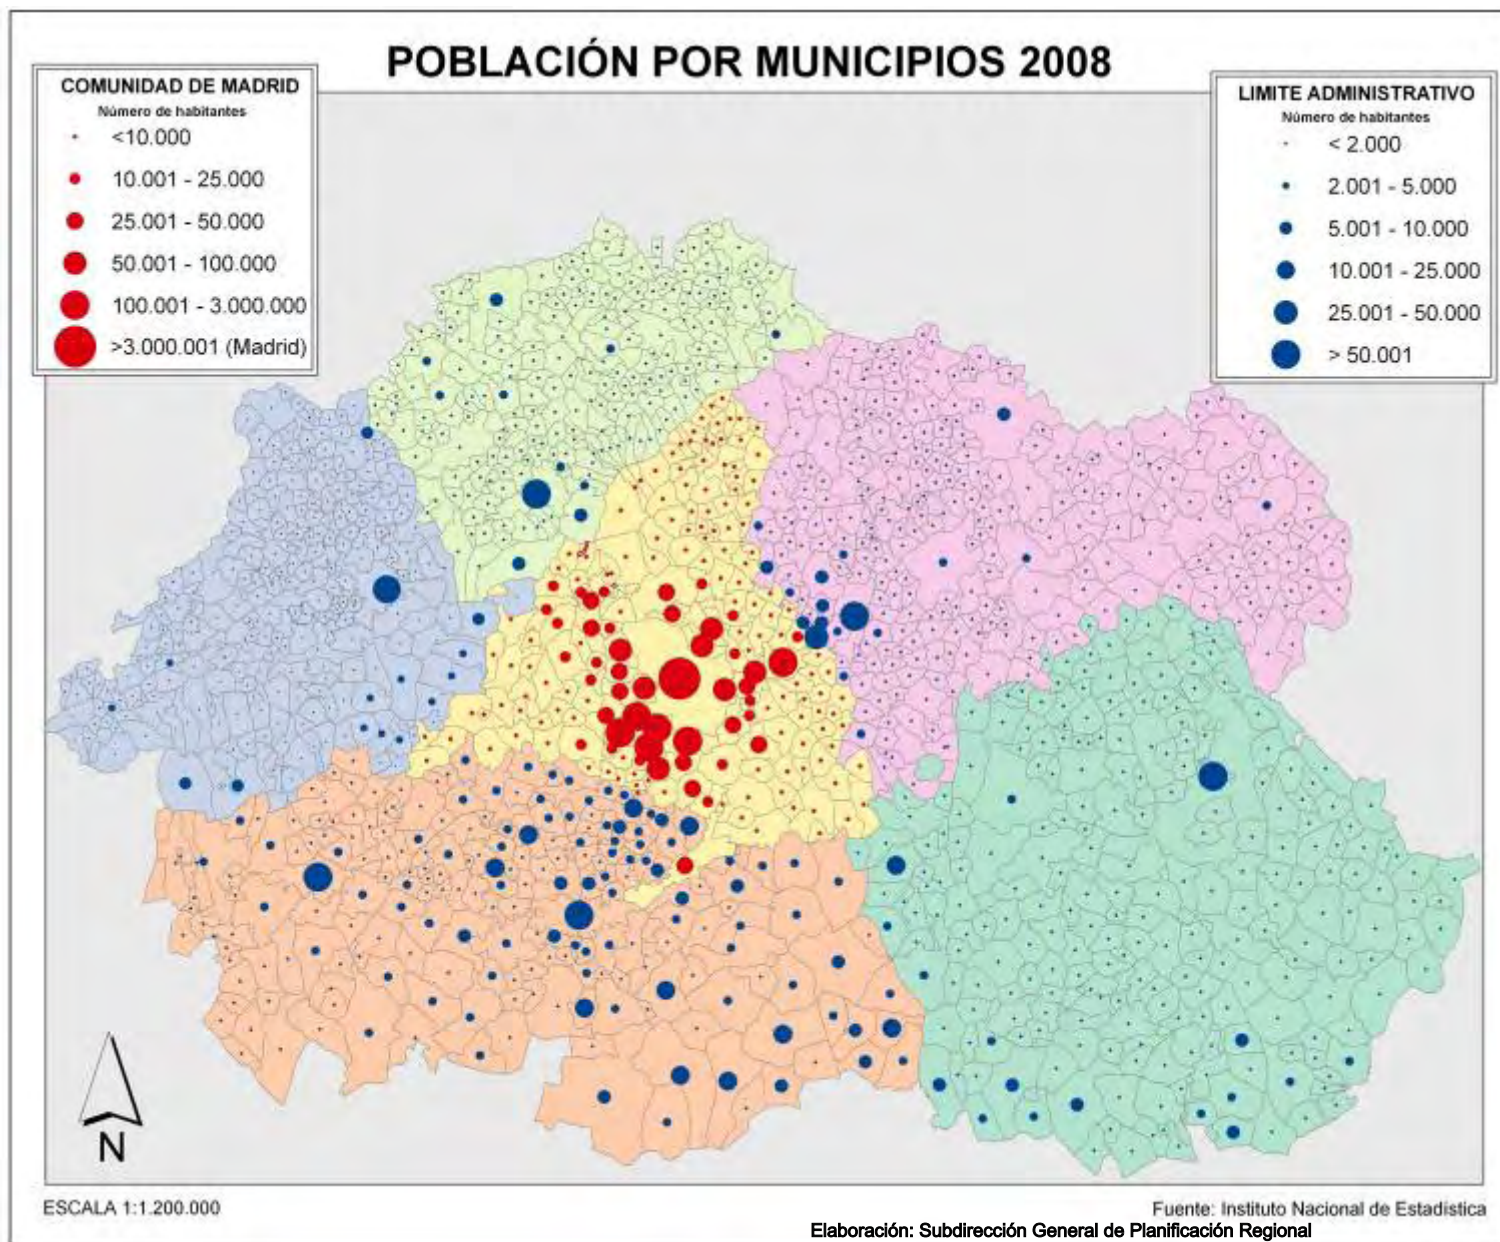 POBLACIÓN POR MUNICIPIOS 2008
COMUNIDAD DE MADRID
Número de habitantes
<10.000
10.001 - 25.000
25.001 - 50.000
50.001 - 100.000
100.001 - 3.000.000
>3.000.001 (Madrid)
LIMITE ADMINISTRATIVO
Número de habitantes
< 2.000
2.001 - 5.000
5.001 - 10.000
10.001 - 25.000
25.001 - 50.000
> 50.001
N
ESCALA 1:1.200.000
Fuente: Instituto Nacional de Estadística
Elaboración: Subdirección General de Planificación Regional